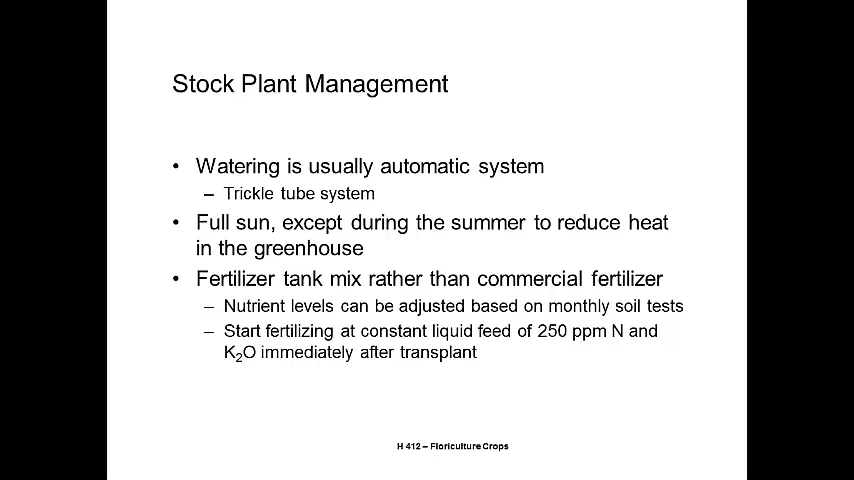 Stock Plant Management
• Watering is usually automatic system
– Trickle tube system
• Full sun, except during the summer to reduce heat
in the greenhouse
• Fertilizer tank mix rather than commercial fertilizer
– Nutrient levels can be adjusted based on monthly soil tests
– Start fertilizing at constant liquid feed of 250 ppm N and
K₂O immediately after transplant
H 412 – Floriculture Crops